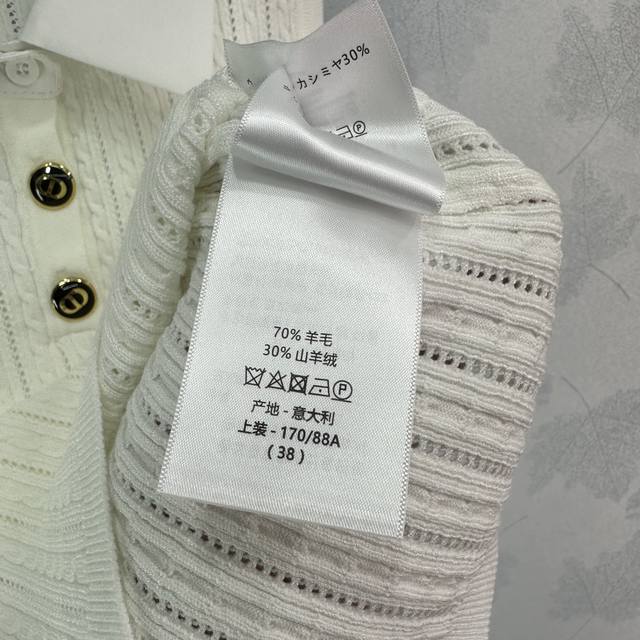 カシミヤ30%
70% 羊毛
30% 山羊绒
产地 - 意大利
上装 - 170/88A
( 38 )